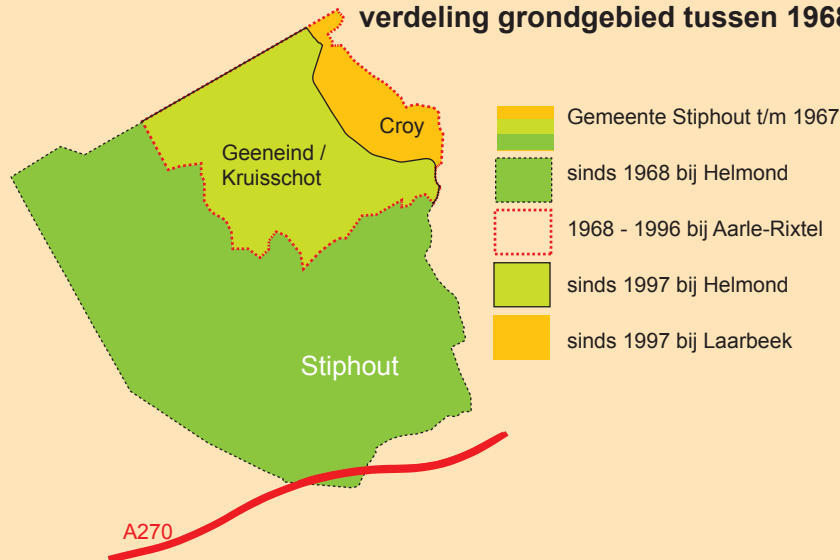 verdeling grondgebied tussen 1968
Croy
Geeneind /
Kruisschot
Stiphout
A270
Gemeente Stiphout t/m 1967
sinds 1968 bij Helmond
1968 - 1996 bij Aarle-Rixtel
sinds 1997 bij Helmond
sinds 1997 bij Laarbeek